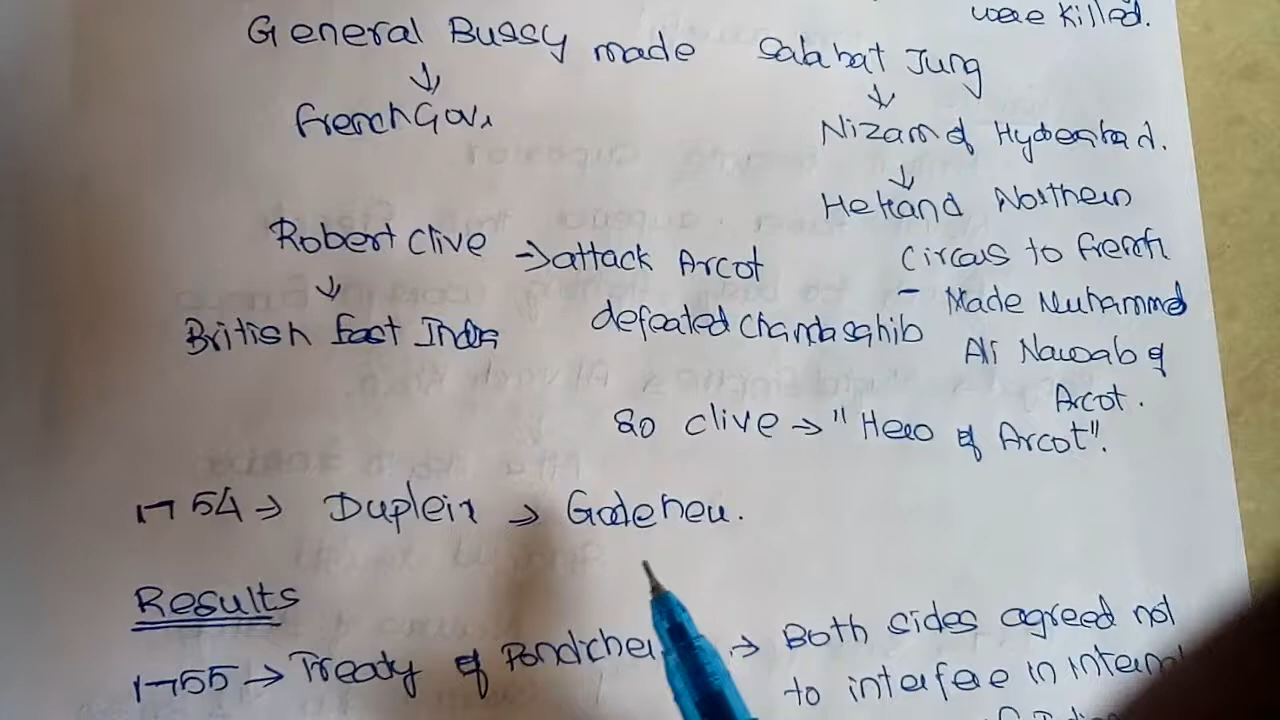 were killed.
General Bussy made Salabat Jung
↓ ↓
French Gov. Nizam of Hyderabad.
↓
He hand Northern
Robert clive → attack Arcot Circars to French
↓ defeated chandasahib - Made Muhammed
British East India Ali Nawab of
Arcot.
So clive → "Hero of Arcot".
1754 → Dupleix → Godeheu.
Results
1755 → Treaty of Pondicher → Both sides agreed not
to interfere in intern